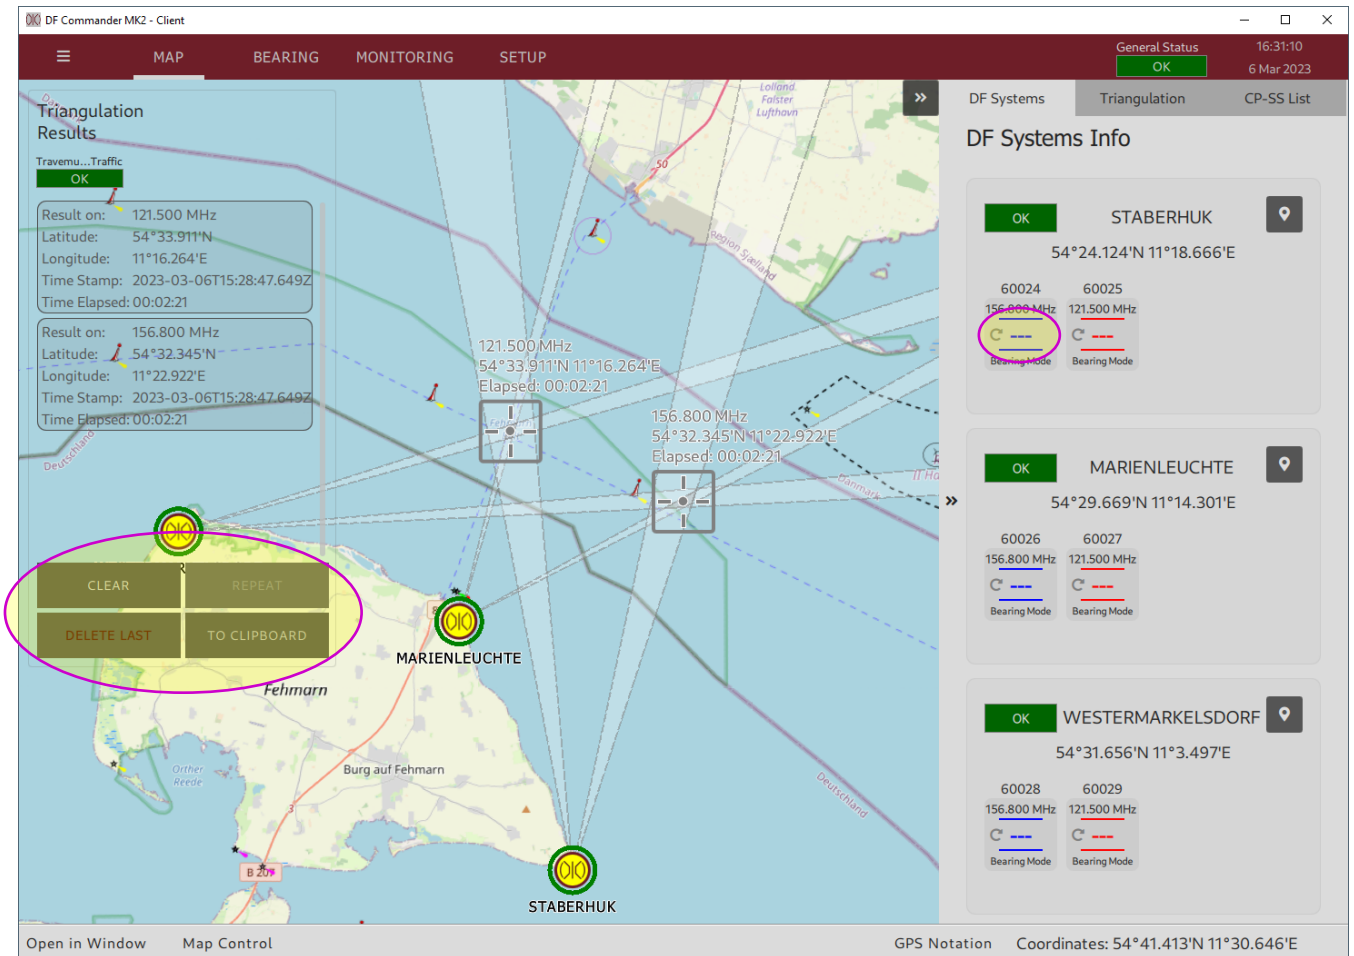 DF Commander MK2 - Client
MAP
BEARING
MONITORING
SETUP
General Status
OK
16:31:10
6 Mar 2023
Triangulation
Results
Travemu...Traffic
OK
Result on: 121.500 MHz
Latitude: 54°33.911'N
Longitude: 11°16.264'E
Time Stamp: 2023-03-06T15:28:47.649Z
Time Elapsed: 00:02:21
Result on: 156.800 MHz
Latitude: 54°32.345'N
Longitude: 11°22.922'E
Time Stamp: 2023-03-06T15:28:47.649Z
Time Elapsed: 00:02:21
CLEAR
REPEAT
DELETE LAST
TO CLIPBOARD
Lolland
Falster
Lufthavn
50
Region Sjælland
121.500 MHz
54°33.911'N 11°16.264'E
Elapsed: 00:02:21
156.800 MHz
54°32.345'N 11°22.922'E
Elapsed: 00:02:21
Danmark
Deutschland
MARIENLEUCHTE
Fehmarn
Orther
Reede
Burg auf Fehmarn
3
B 207
Deutschland
STABERHUK
DF Systems
Triangulation
CP-SS List
DF Systems Info
OK
STABERHUK
54°24.124'N 11°18.666'E
60024
60025
156.800 MHz
121.500 MHz
---
---
Bearing Mode
Bearing Mode
OK
MARIENLEUCHTE
54°29.669'N 11°14.301'E
60026
60027
156.800 MHz
121.500 MHz
---
---
Bearing Mode
Bearing Mode
OK
WESTERMARKELSDORF
54°31.656'N 11°3.497'E
60028
60029
156.800 MHz
121.500 MHz
---
---
Bearing Mode
Bearing Mode
Open in Window
Map Control
GPS Notation
Coordinates: 54°41.413'N 11°30.646'E